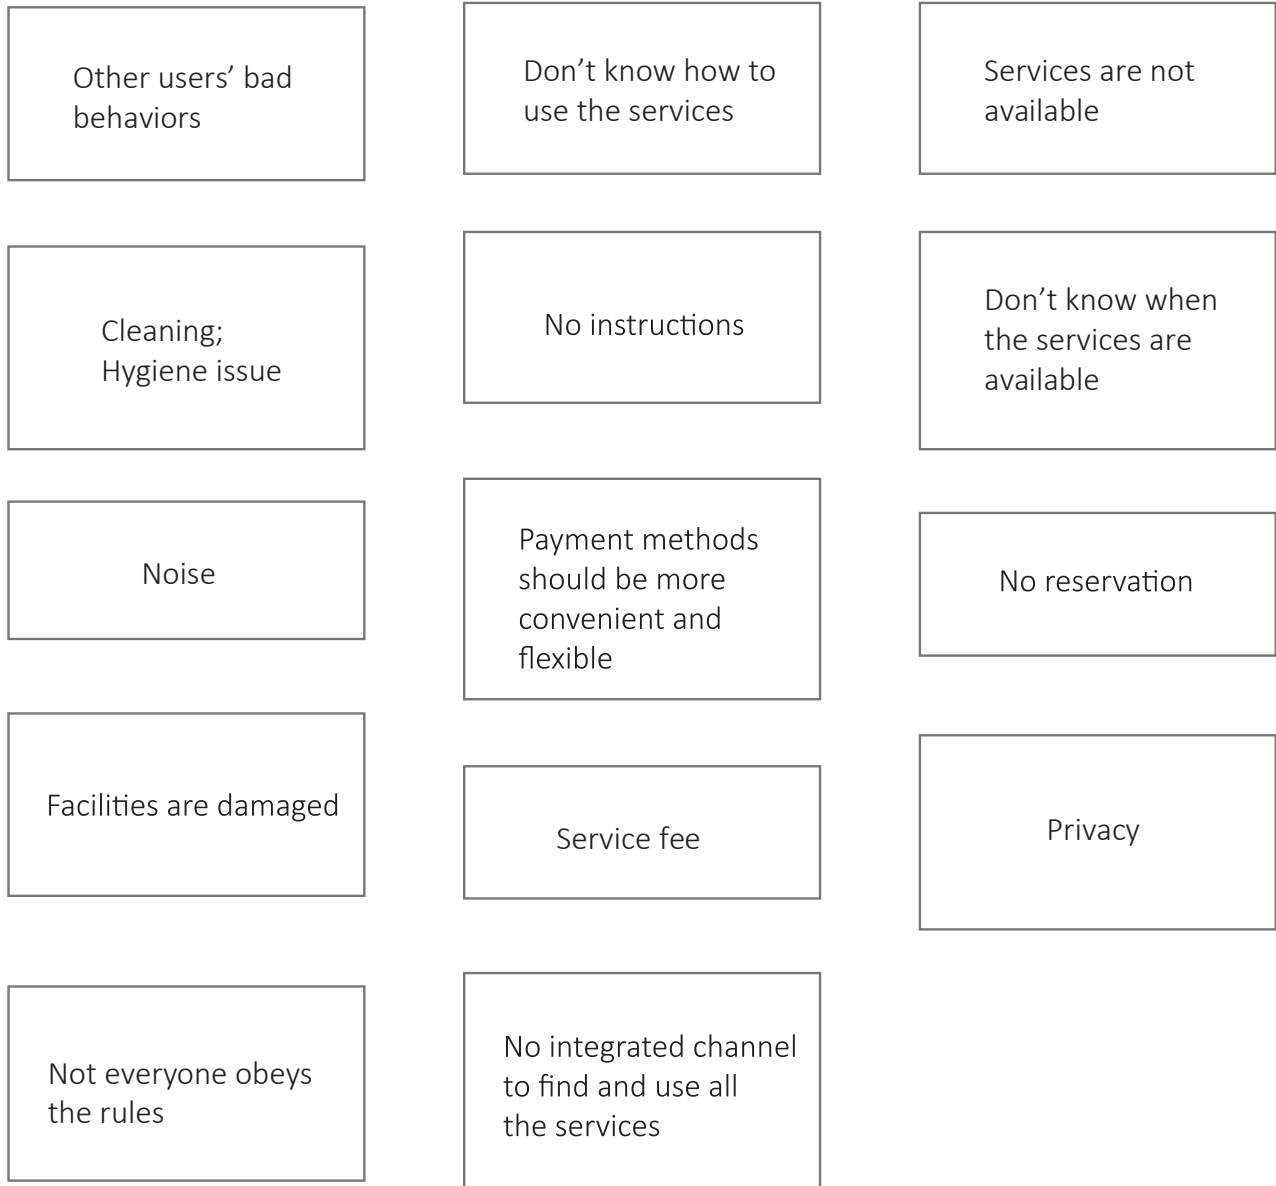 Other users’ bad
behaviors
Don’t know how to
use the services
Services are not
available
Cleaning;
Hygiene issue
No instructions
Don’t know when
the services are
available
Noise
Payment methods
should be more
convenient and
flexible
No reservation
Facilities are damaged
Service fee
Privacy
Not everyone obeys
the rules
No integrated channel
to find and use all
the services